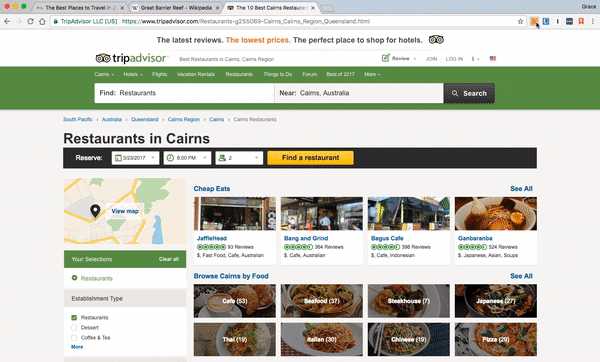 The Best Places to Travel in 2
Great Barrier Reef - Wikipedia
The 10 Best Cairns Restauran
Grace
TripAdvisor LLC [US]
https://www.tripadvisor.com/Restaurants-g255069-Cairns_Cairns_Region_Queensland.html
The latest reviews. The lowest prices. The perfect place to shop for hotels.
tripadvisor
Best Restaurants in Cairns, Cairns Region
Review
JOIN
LOG IN
$
Cairns
Hotels
Flights
Vacation Rentals
Restaurants
Things to Do
Forum
Best of 2017
More
Find: Restaurants
Near: Cairns, Australia
Search
South Pacific › Australia › Queensland › Cairns Region › Cairns › Cairns Restaurants
Restaurants in Cairns
Reserve:
3/23/2017
8:00 PM
2
Find a restaurant
View map
Your Selections
Clear all
Restaurants
Establishment Type
Restaurants
Dessert
Coffee & Tea
More
Cheap Eats
See All
JaffleHead
93 Reviews
$, Fast Food, Cafe, Australian
Bang and Grind
364 Reviews
$, Cafe, Australian
Bagus Cafe
398 Reviews
$, Cafe, Indonesian
Ganbaranba
524 Reviews
$, Japanese, Asian, Soups
Browse Cairns by Food
See All
Cafe (53)
Seafood (37)
Steakhouse (7)
Japanese (27)
Thai (19)
Italian (30)
Chinese (19)
Pizza (29)